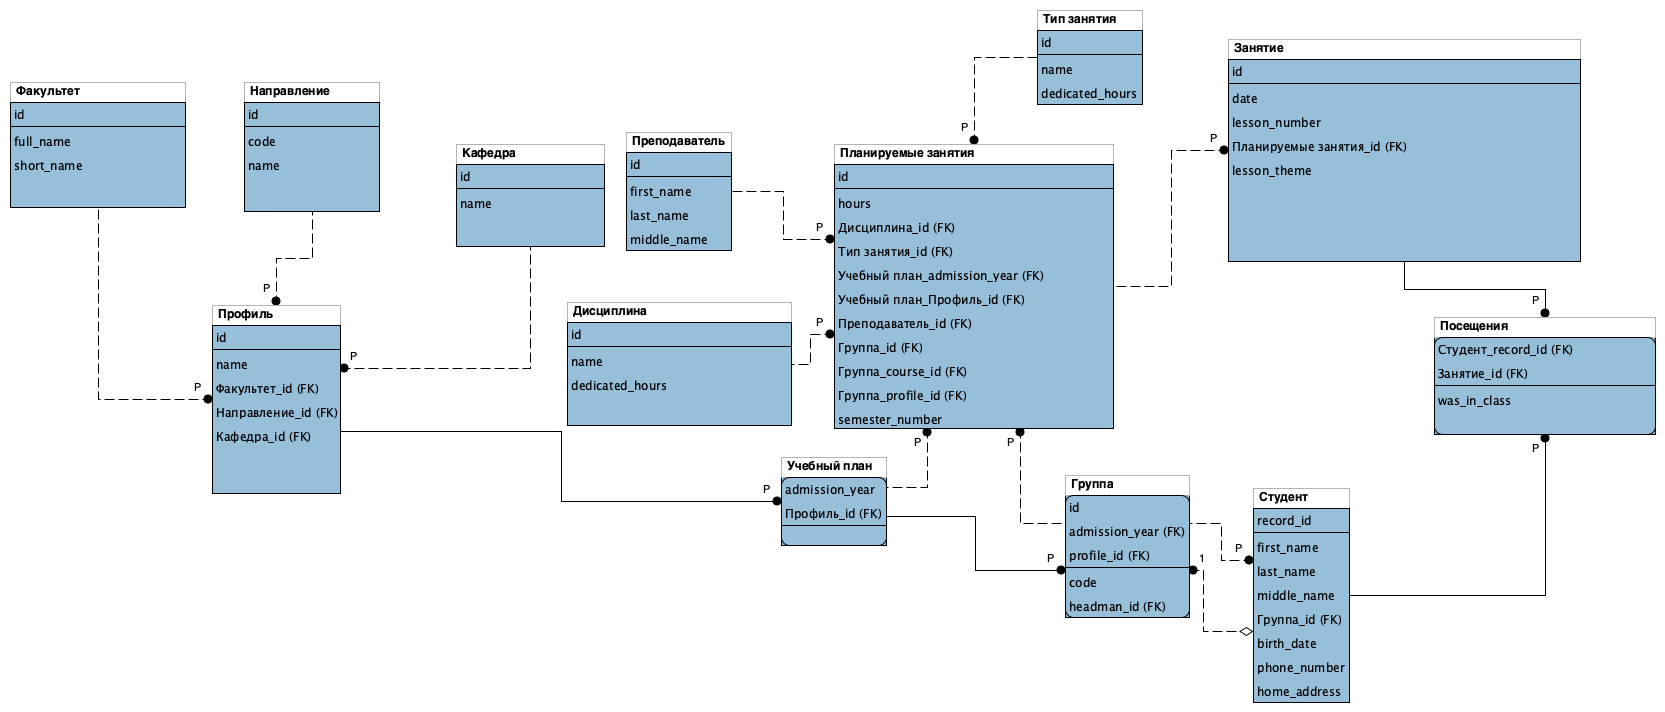 Тип занятия
id
name
dedicated_hours
P
Занятие
id
date
lesson_number
Планируемые занятия_id (FK)
lesson_theme
P
Факультет
id
full_name
short_name
Направление
id
code
name
P
Кафедра
id
name
Преподаватель
id
first_name
last_name
middle_name
P
Планируемые занятия
id
hours
Дисциплина_id (FK)
Тип занятия_id (FK)
Учебный план_admission_year (FK)
Учебный план_Профиль_id (FK)
Преподаватель_id (FK)
Группа_id (FK)
Группа_course_id (FK)
Группа_profile_id (FK)
semester_number
P
P
Профиль
id
name
Факультет_id (FK)
Направление_id (FK)
Кафедра_id (FK)
P
P
Дисциплина
id
name
dedicated_hours
P
P
Посещения
Студент_record_id (FK)
Занятие_id (FK)
was_in_class
P
P
Учебный план
admission_year
Профиль_id (FK)
P
Группа
id
admission_year (FK)
profile_id (FK)
code
headman_id (FK)
P
P
1
Студент
record_id
first_name
last_name
middle_name
Группа_id (FK)
birth_date
phone_number
home_address